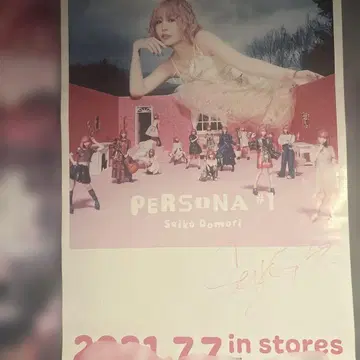 PERSONA #1
Seiko Oomori
2021.7.7 in stores